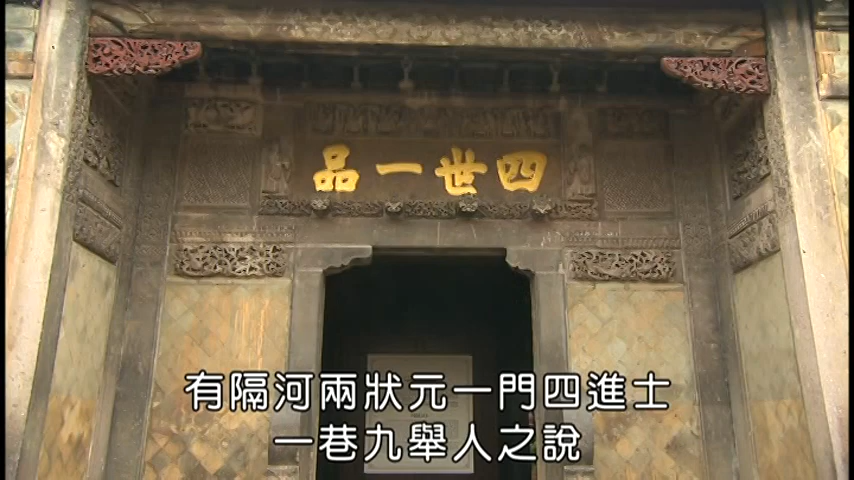 四世一品
有隔河兩狀元一門四進士
一巷九舉人之說